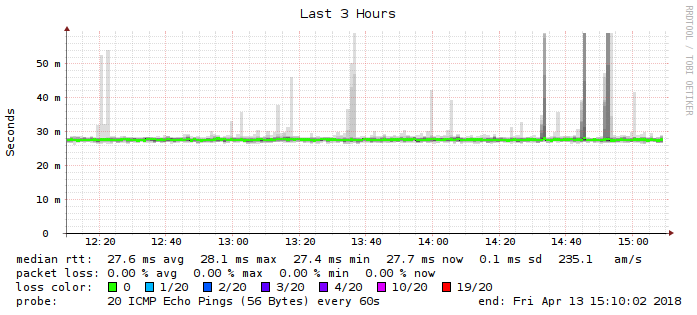 Last 3 Hours
RRDTOOL / TOBI OETIKER
Seconds
50 m
40 m
30 m
20 m
10 m
0
12:20 12:40 13:00 13:20 13:40 14:00 14:20 14:40 15:00
median rtt: 27.6 ms avg 28.1 ms max 27.4 ms min 27.7 ms now 0.1 ms sd 235.1 am/s
packet loss: 0.00 % avg 0.00 % max 0.00 % min 0.00 % now
loss color: 0 1/20 2/20 3/20 4/20 10/20 19/20
probe: 20 ICMP Echo Pings (56 Bytes) every 60s end: Fri Apr 13 15:10:02 2018